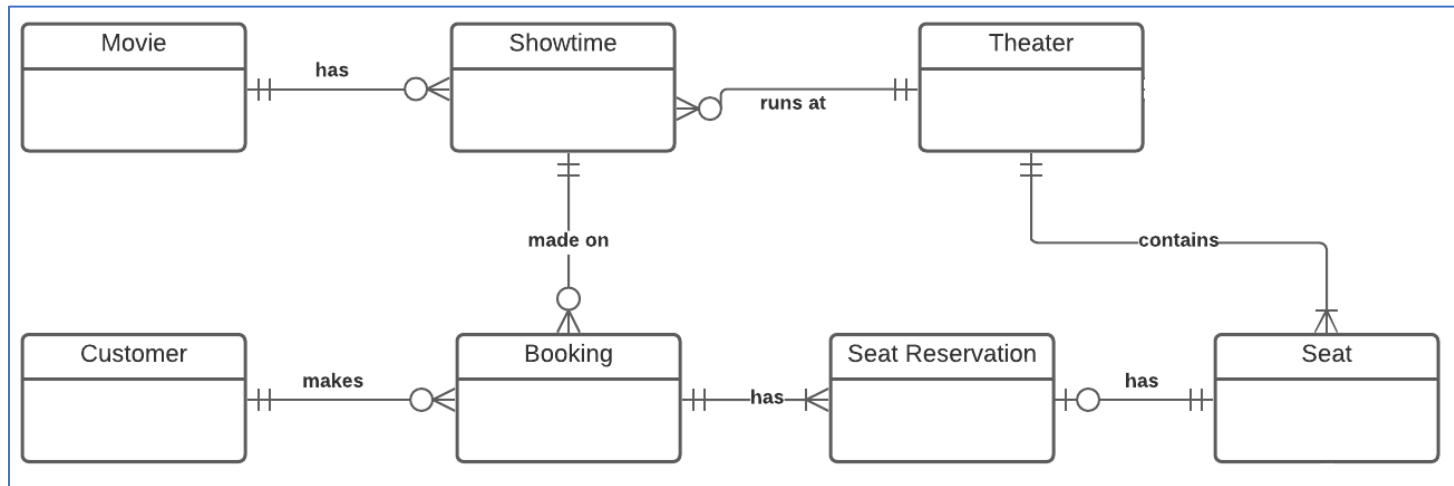 Movie
has
Showtime
runs at
Theater
made on
contains
Customer
makes
Booking
has
Seat Reservation
has
Seat